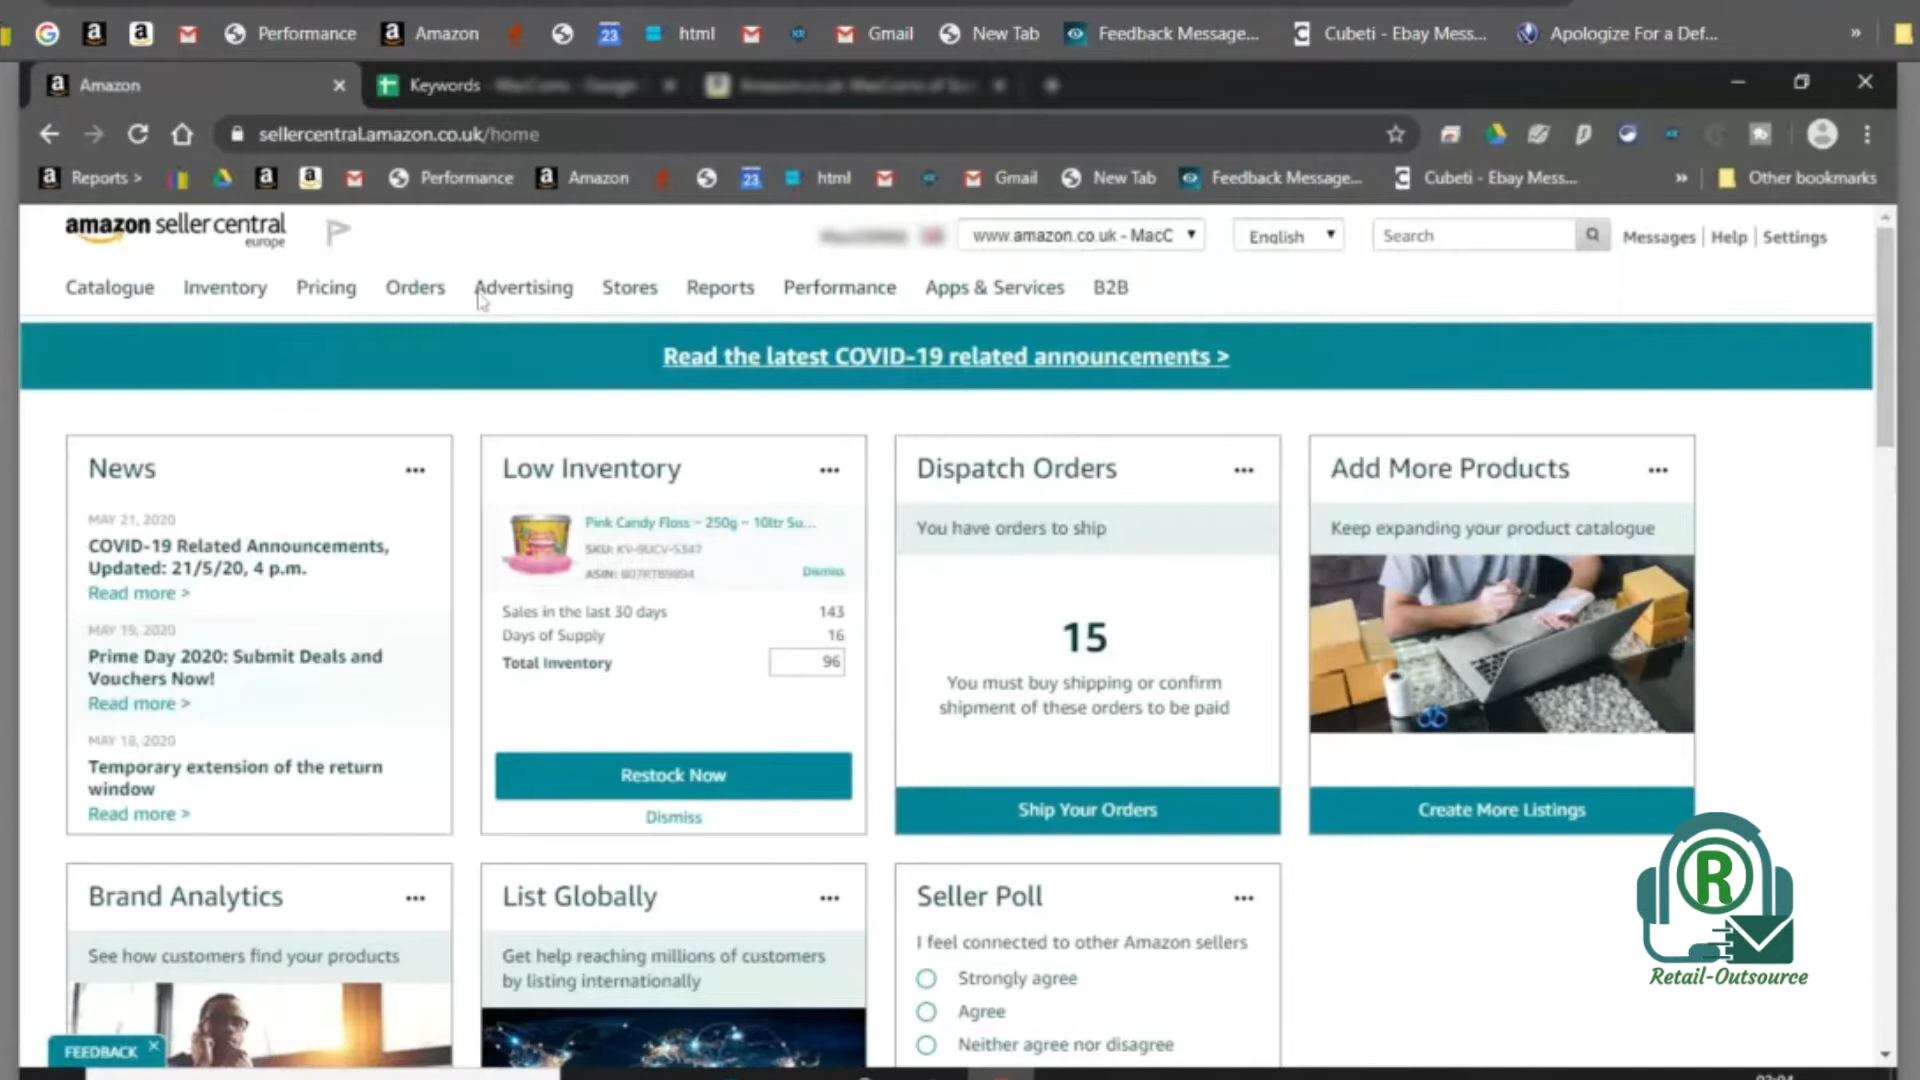 Performance Amazon 23 html Gmail New Tab Feedback Message... Cubeti - Ebay Mess... Apologize For a Def... »
Amazon Keywords
sellercentral.amazon.co.uk/home
Reports > Performance Amazon 23 html Gmail New Tab Feedback Message... Cubeti - Ebay Mess... » Other bookmarks
amazon seller central
europe
www.amazon.co.uk - MacC English Search Messages | Help | Settings
Catalogue Inventory Pricing Orders Advertising Stores Reports Performance Apps & Services B2B
Read the latest COVID-19 related announcements >
News
MAY 21, 2020
COVID-19 Related Announcements,
Updated: 21/5/20, 4 p.m.
Read more >
MAY 19, 2020
Prime Day 2020: Submit Deals and
Vouchers Now!
Read more >
MAY 18, 2020
Temporary extension of the return
window
Read more >
Low Inventory
Pink Candy Floss - 250g - 10ltr Su...
SKU:
ASIN:
Dismiss
Sales in the last 30 days 143
Days of Supply 16
Total Inventory 96
Restock Now
Dismiss
Dispatch Orders
You have orders to ship
15
You must buy shipping or confirm
shipment of these orders to be paid
Ship Your Orders
Add More Products
Keep expanding your product catalogue
Create More Listings
Brand Analytics
See how customers find your products
List Globally
Get help reaching millions of customers
by listing internationally
Seller Poll
I feel connected to other Amazon sellers
Strongly agree
Agree
Neither agree nor disagree
FEEDBACK
R
Retail-Outsource